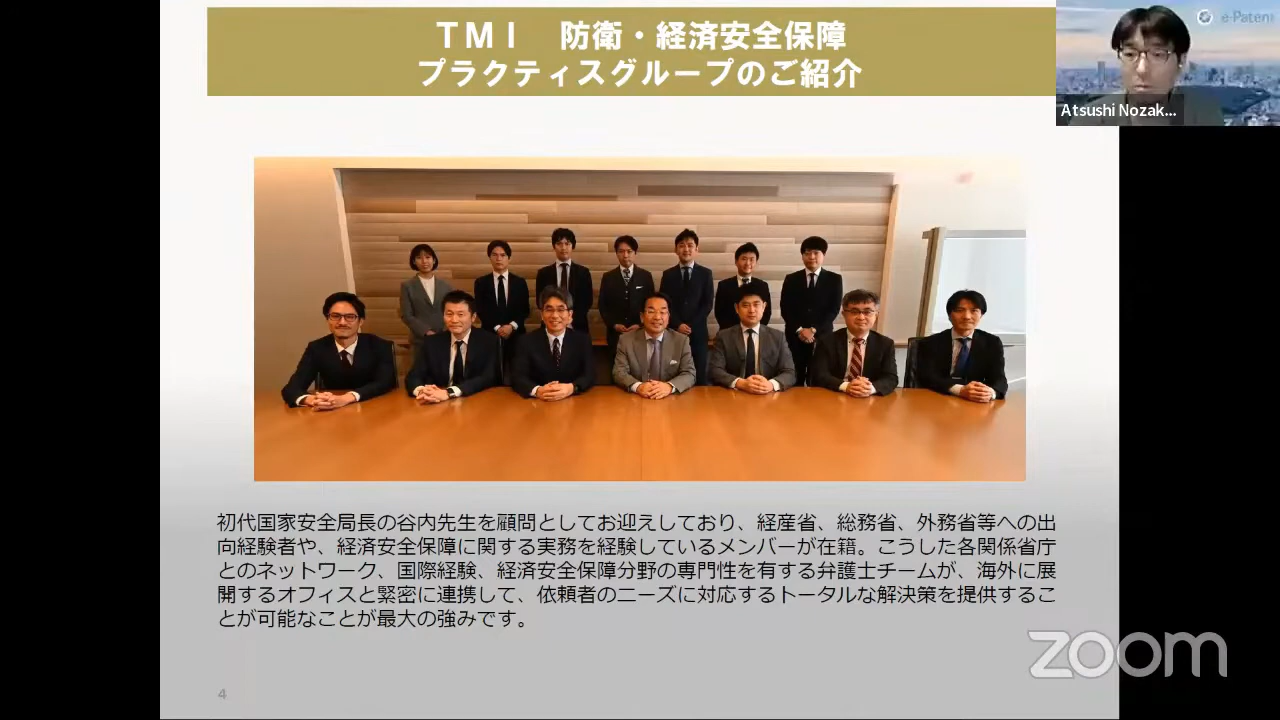 ＴＭＩ　防衛・経済安全保障
プラクティスグループのご紹介
e-Patent
Atsushi Nozak...
初代国家安全局長の谷内先生を顧問としてお迎えしており、経産省、総務省、外務省等への出
向経験者や、経済安全保障に関する実務を経験しているメンバーが在籍。こうした各関係省庁
とのネットワーク、国際経験、経済安全保障分野の専門性を有する弁護士チームが、海外に展
開するオフィスと緊密に連携して、依頼者のニーズに対応するトータルな解決策を提供するこ
とが可能なことが最大の強みです。
zoom
4